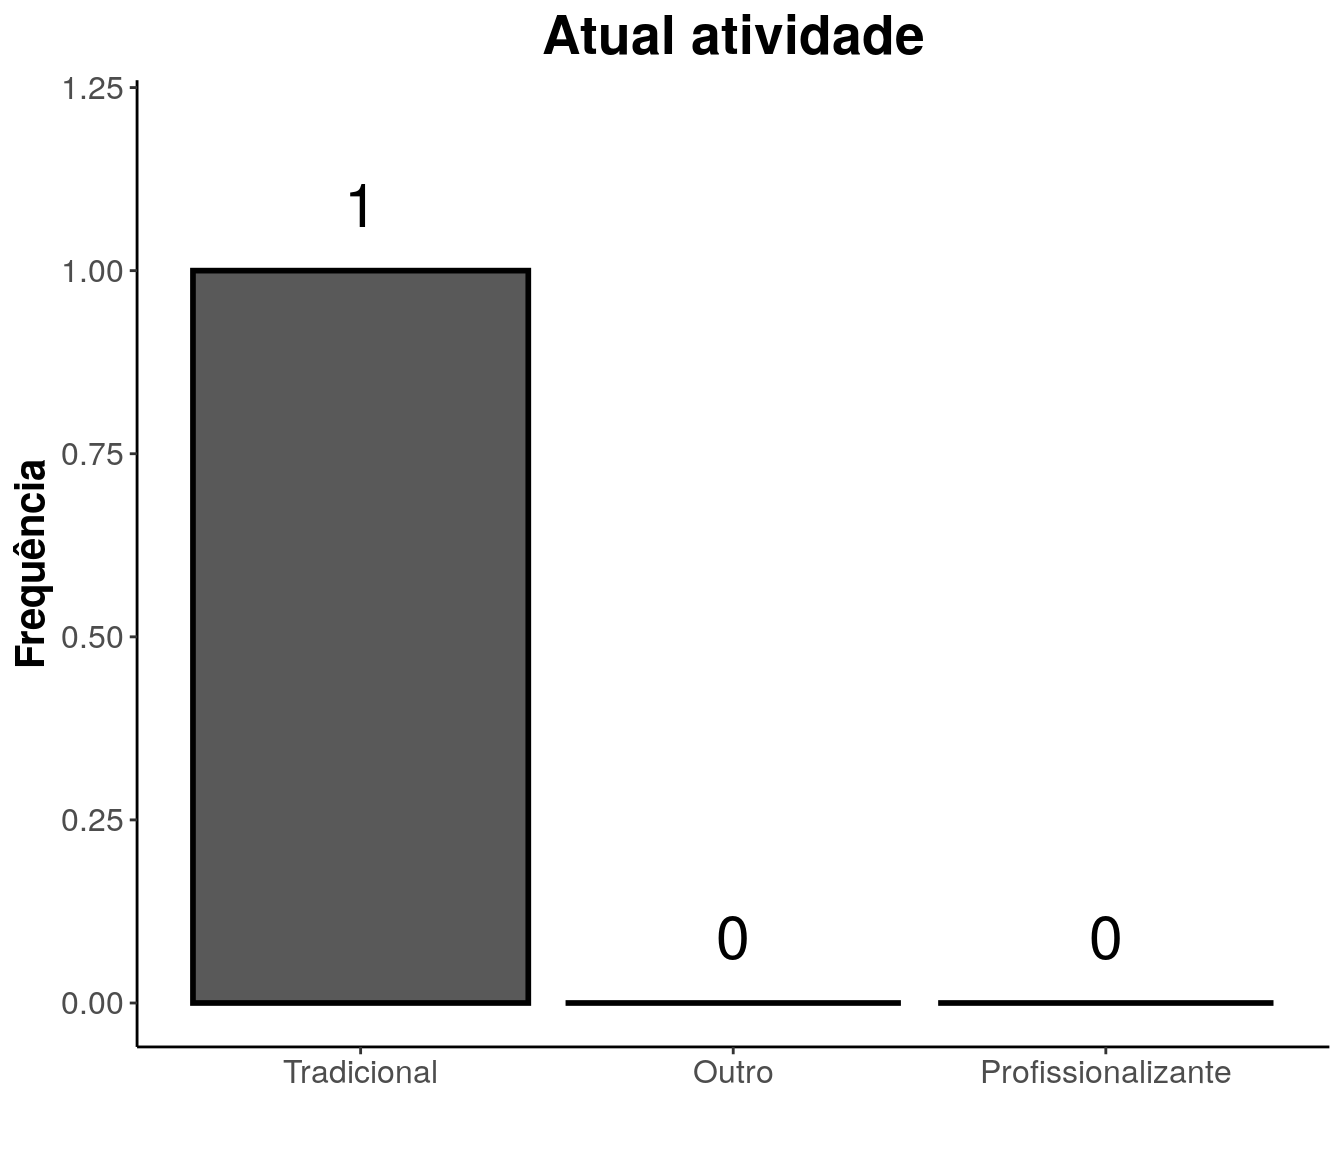 Atual atividade
1.25
1.00
0.75
0.50
0.25
0.00
Frequência
1
0
0
Tradicional
Outro
Profissionalizante